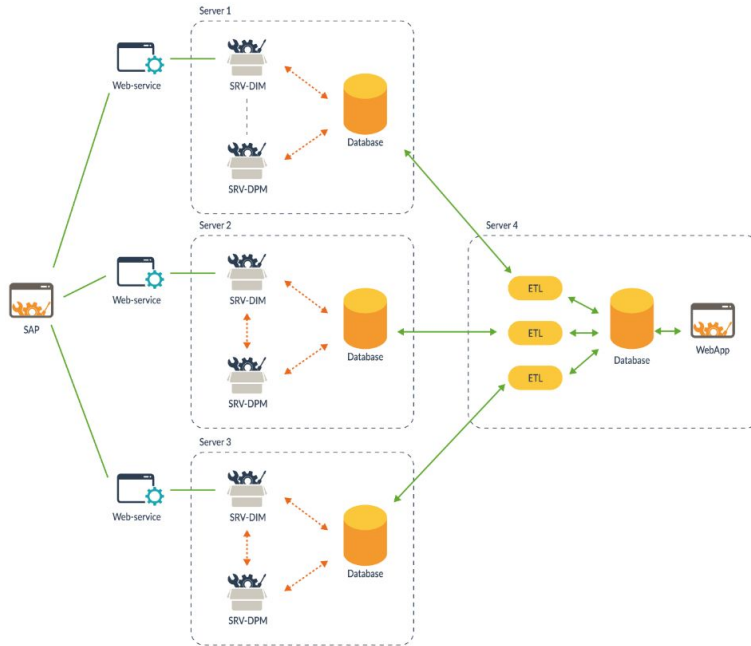 Server 1
Web-service
SRV-DIM
Database
SRV-DPM
Server 2
Server 4
SAP
Web-service
SRV-DIM
Database
SRV-DPM
ETL
ETL
ETL
Database
WebApp
Server 3
Web-service
SRV-DIM
Database
SRV-DPM